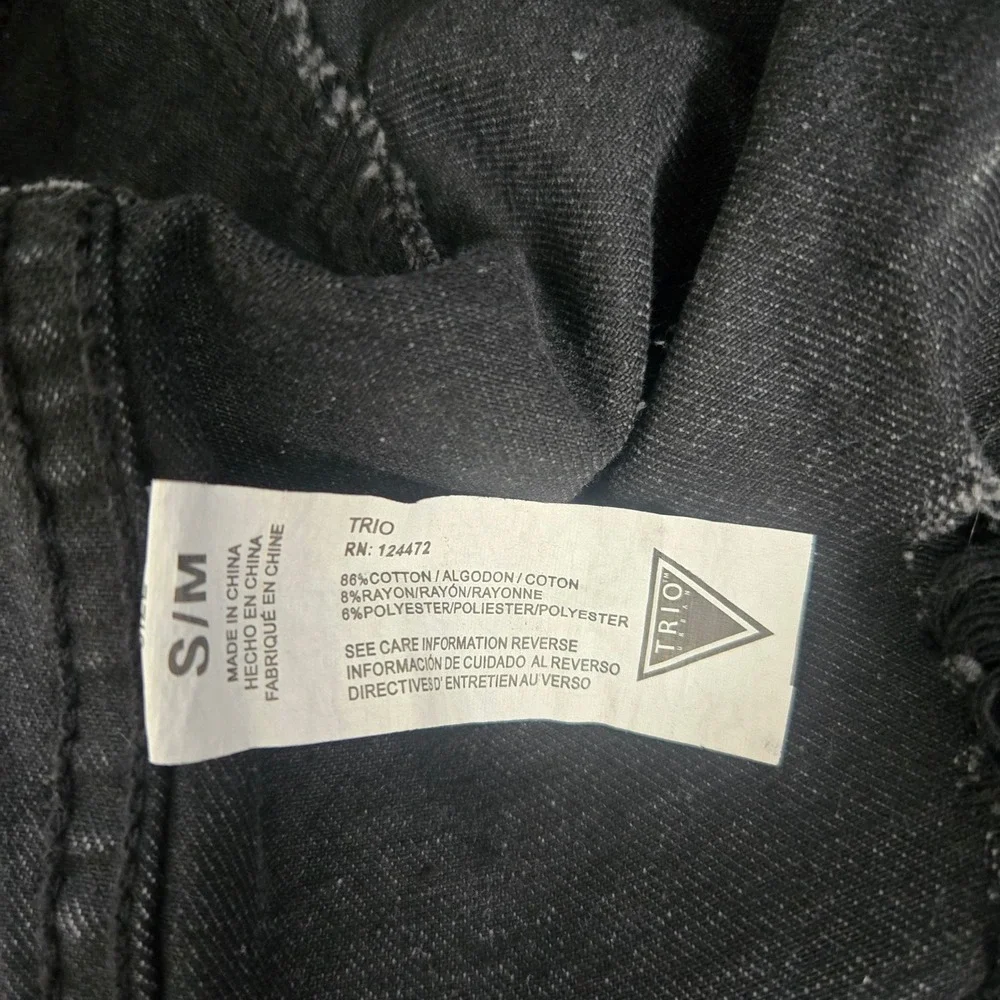 S/M
MADE IN CHINA
HECHO EN CHINA
FABRIQUÉ EN CHINE
TRIO
RN: 124472
86%COTTON / ALGODON / COTON
8%RAYON/RAYÓN/RAYONNE
6%POLYESTER/POLIESTER/POLYESTER
SEE CARE INFORMATION REVERSE
INFORMACIÓN DE CUIDADO AL REVERSO
DIRECTIVES D' ENTRETIEN AU VERSO
TRIO™